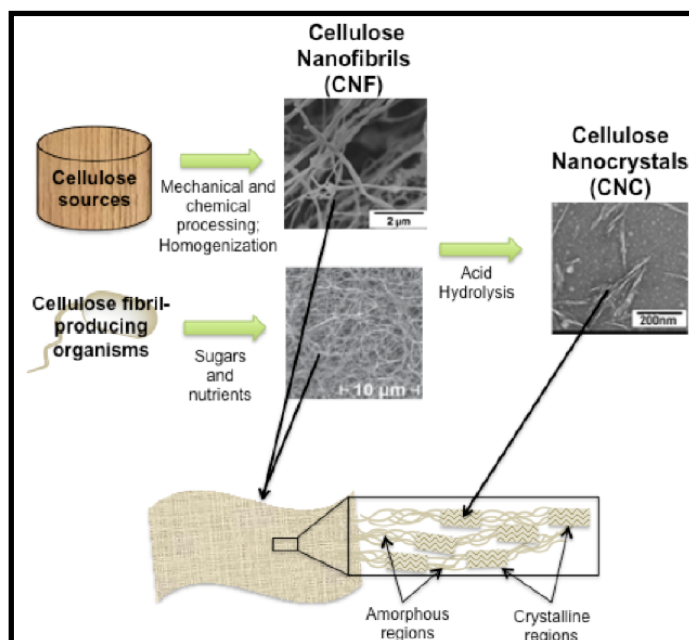 Cellulose
Nanofibrils
(CNF)
Cellulose
sources
Mechanical and
chemical
processing;
Homogenization
2 μm
Cellulose
Nanocrystals
(CNC)
Acid
Hydrolysis
200nm
Cellulose fibril-
producing
organisms
Sugars
and
nutrients
10 μm
Amorphous
regions
Crystalline
regions